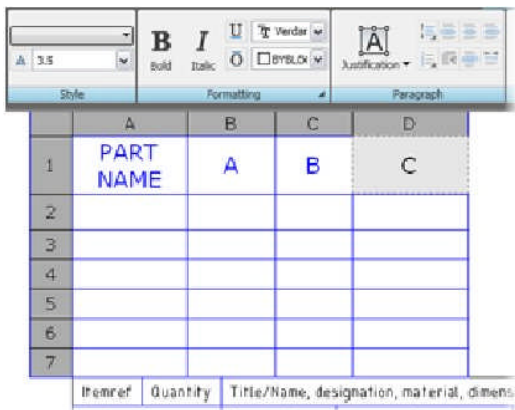 B I U Verdar
A 3.5 Bold Italic O BYBLOC A Justification
Style Formatting Paragraph
A B C D
1 PART NAME A B C
2
3
4
5
6
7
Itemref Quantity Title/Name, designation, material, dimens